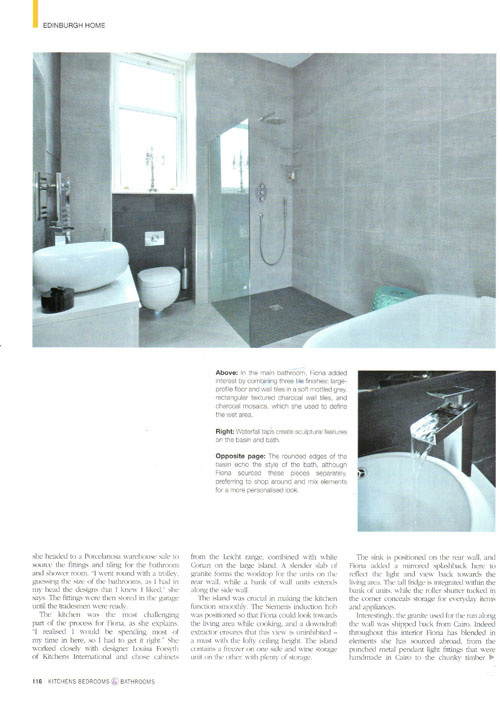 EDINBURGH HOME
Above: In the main bathroom, Fiona added
interest by combining three tile finishes: large-
profile floor and wall tiles in a soft mottled grey,
rectangular textured charcoal wall tiles, and
charcoal mosaics, which she used to define
the wet area.
Right: Waterfall taps create sculptural features
on the basin and bath.
Opposite page: The rounded edges of the
basin echo the style of the bath, although
Fiona sourced these pieces separately,
preferring to shop around and mix elements
for a more personalised look.
she headed to a Porcelanosa warehouse sale to
source the fittings and tiling for the bathroom
and shower room. "I went round with a trolley,
guessing the size of the bathrooms, as I had in
my head the designs that I knew I liked," she
says. The fittings were then stored in the garage
until the tradesmen were ready.
The kitchen was the most challenging
part of the process for Fiona, as she explains.
"I realised I would be spending most of
my time in here, so I had to get it right." She
worked closely with designer Louisa Forsyth
of Kitchens International and chose cabinets
from the Leicht range, combined with white
Corian on the large island. A slender slab of
granite forms the worktop for the units on the
rear wall, while a bank of wall units extends
along the side wall.
The island was crucial in making the kitchen
function smoothly. The Siemens induction hob
was positioned so that Fiona could look towards
the living area while cooking, and a downdraft
extractor ensures that this view is uninhibited –
a must with the lofty ceiling height. The island
contains a freezer on one side and wine storage
unit on the other, with plenty of storage.
The sink is positioned on the rear wall, and
Fiona added a mirrored splashback here to
reflect the light and view back towards the
living area. The tall fridge is integrated within the
bank of units, while the roller shutter tucked in
the corner conceals storage for everyday items
and appliances.
Interestingly, the granite used for the run along
the wall was shipped back from Cairo. Indeed
throughout this interior Fiona has blended in
elements she has sourced abroad, from the
punched metal pendant light fittings that were
handmade in Cairo to the chunky timber
116 KITCHENS BEDROOMS & BATHROOMS